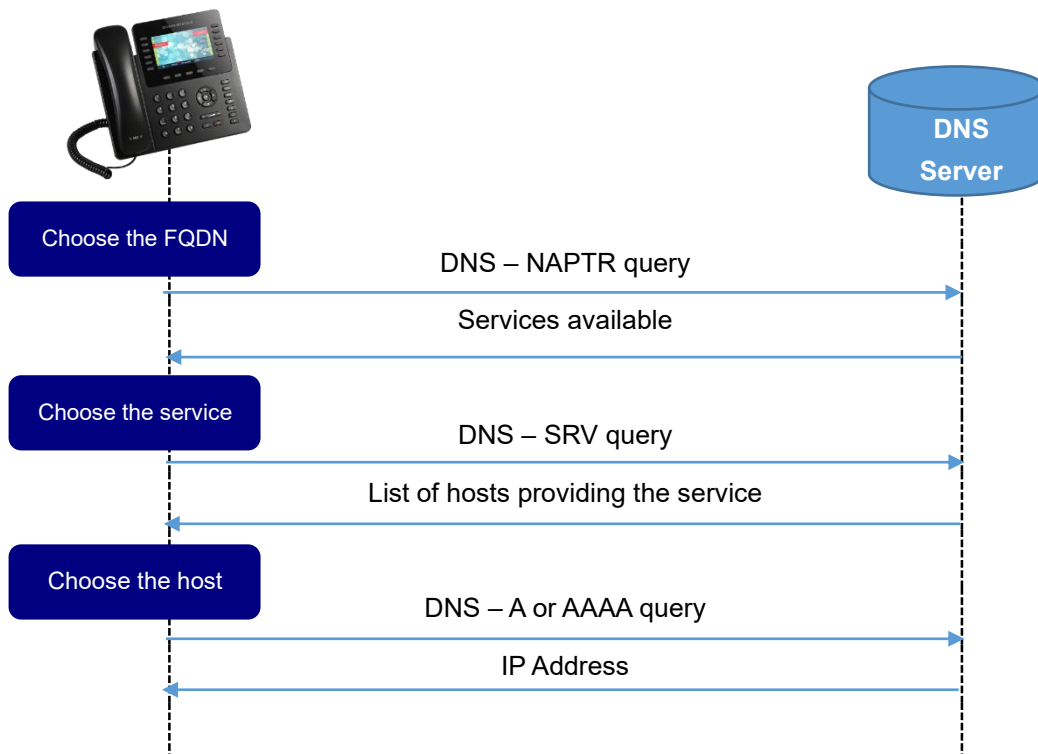 DNS
Server
Choose the FQDN
DNS – NAPTR query
Services available
Choose the service
DNS – SRV query
List of hosts providing the service
Choose the host
DNS – A or AAAA query
IP Address